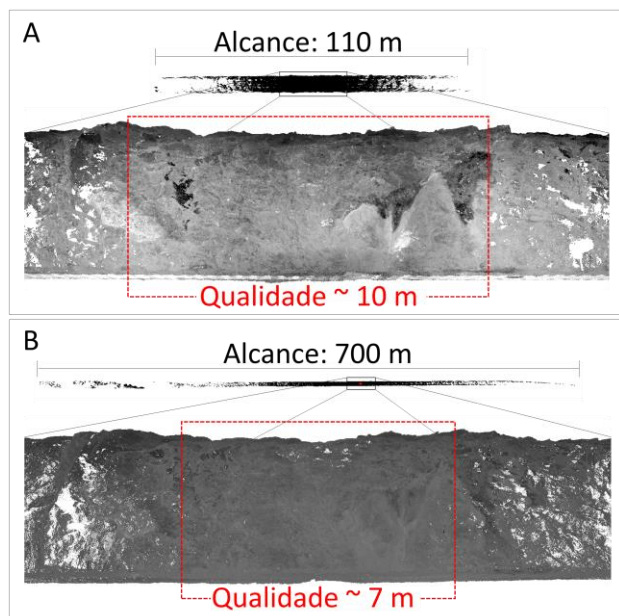 A
Alcance: 110 m
Qualidade ~ 10 m
B
Alcance: 700 m
Qualidade ~ 7 m